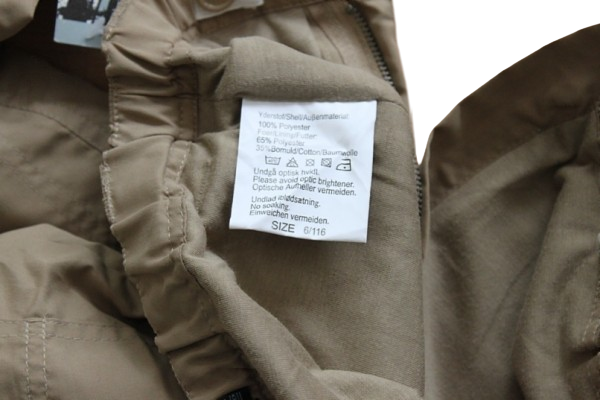 Yderstof/Shell/Außenmaterial
100% Polyester
Foer/Lining/Futter
65% Polyester
35%Bomuld/Cotton/Baumwolle
Undgå optisk hvidt.
Please avoid optic brightener.
Optische Aufheller vermeiden.
Undlad iblødsætning.
No soaking.
Einweichen vermeiden.
SIZE 6/116